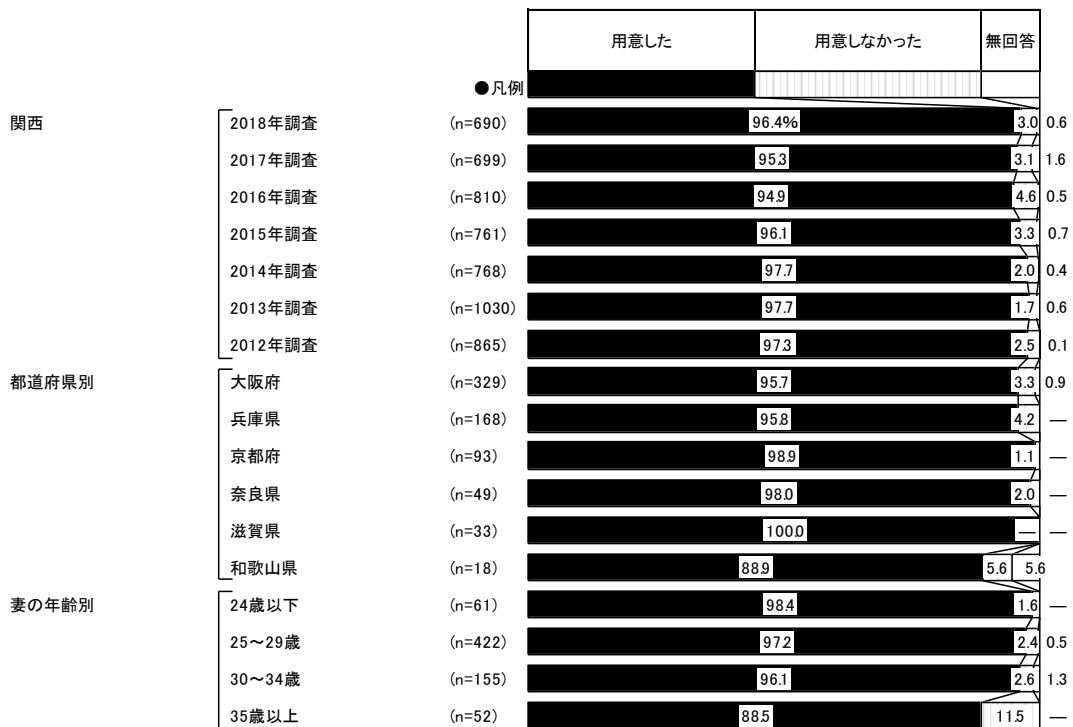 用意した 用意しなかった 無回答
●凡例
関西 2018年調査 (n=690) 96.4% 3.0 0.6
2017年調査 (n=699) 95.3 3.1 1.6
2016年調査 (n=810) 94.9 4.6 0.5
2015年調査 (n=761) 96.1 3.3 0.7
2014年調査 (n=768) 97.7 2.0 0.4
2013年調査 (n=1030) 97.7 1.7 0.6
2012年調査 (n=865) 97.3 2.5 0.1
都道府県別 大阪府 (n=329) 95.7 3.3 0.9
兵庫県 (n=168) 95.8 4.2 —
京都府 (n=93) 98.9 1.1 —
奈良県 (n=49) 98.0 2.0 —
滋賀県 (n=33) 100.0 — —
和歌山県 (n=18) 88.9 5.6 5.6
妻の年齢別 24歳以下 (n=61) 98.4 1.6 —
25～29歳 (n=422) 97.2 2.4 0.5
30～34歳 (n=155) 96.1 2.6 1.3
35歳以上 (n=52) 88.5 11.5 —